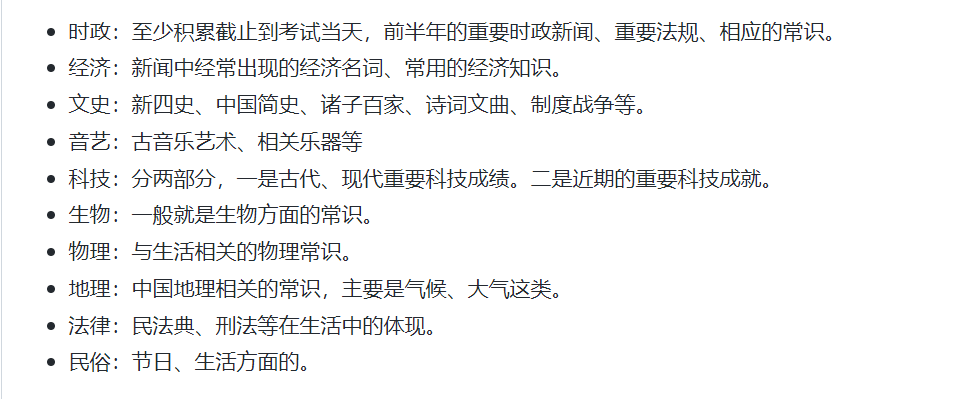 • 时政：至少积累截止到考试当天，前半年的重要时政新闻、重要法规、相应的常识。
• 经济：新闻中经常出现的经济名词、常用的经济知识。
• 文史：新四史、中国简史、诸子百家、诗词文曲、制度战争等。
• 音艺：古音乐艺术、相关乐器等
• 科技：分两部分，一是古代、现代重要科技成绩。二是近期的重要科技成就。
• 生物：一般就是生物方面的常识。
• 物理：与生活相关的物理常识。
• 地理：中国地理相关的常识，主要是气候、大气这类。
• 法律：民法典、刑法等在生活中的体现。
• 民俗：节日、生活方面的。